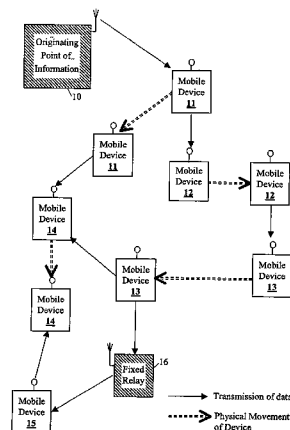 Originating
Point of
Information
10
Mobile
Device
11
Mobile
Device
11
Mobile
Device
12
Mobile
Device
12
Mobile
Device
14
Mobile
Device
13
Mobile
Device
13
Mobile
Device
14
Fixed
Relay
16
Mobile
Device
15
Transmission of data
Physical Movement
of Device